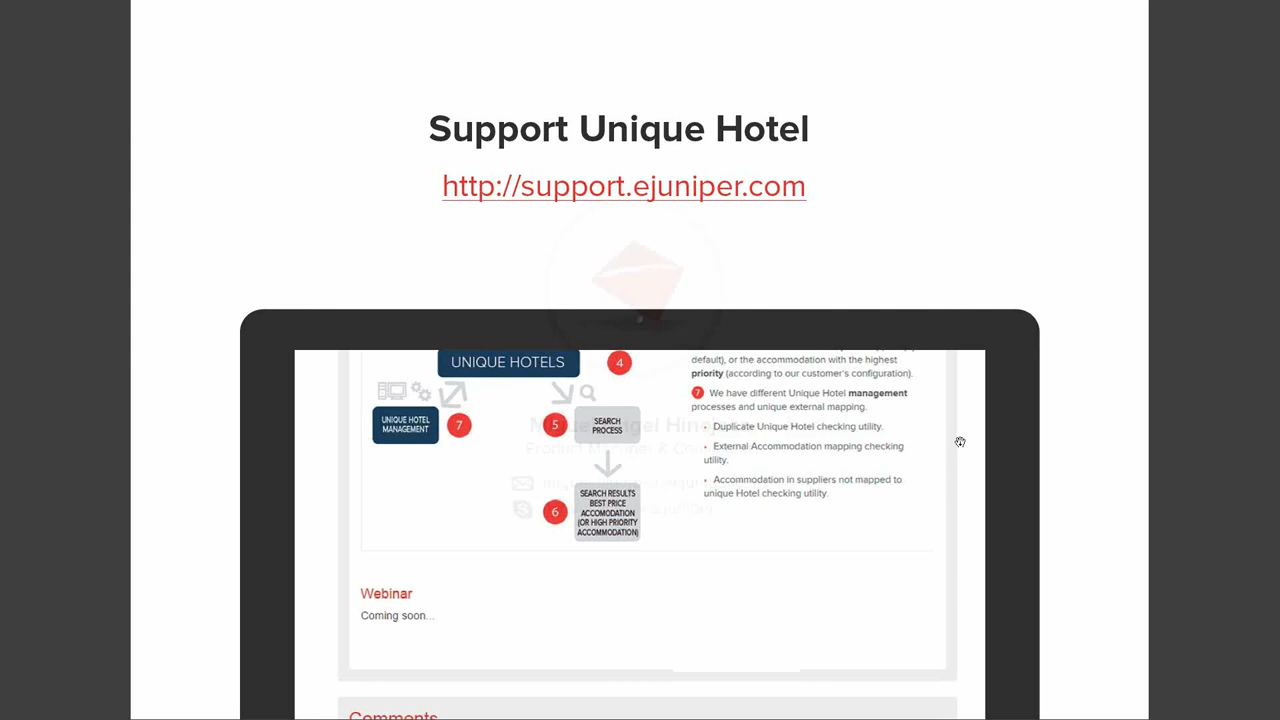 Support Unique Hotel
http://support.ejuniper.com
UNIQUE HOTELS
4
UNIQUE HOTEL
MANAGEMENT
7
5
SEARCH
PROCESS
6
SEARCH RESULTS
BEST PRICE
ACCOMODATION
(OR HIGH PRIORITY
ACCOMMODATION)
default), or the accommodation with the highest
priority (according to our customer's configuration).
7 We have different Unique Hotel management
processes and unique external mapping.
• Duplicate Unique Hotel checking utility.
• External Accommodation mapping checking
utility.
• Accommodation in suppliers not mapped to
unique Hotel checking utility.
Webinar
Coming soon...
Comments